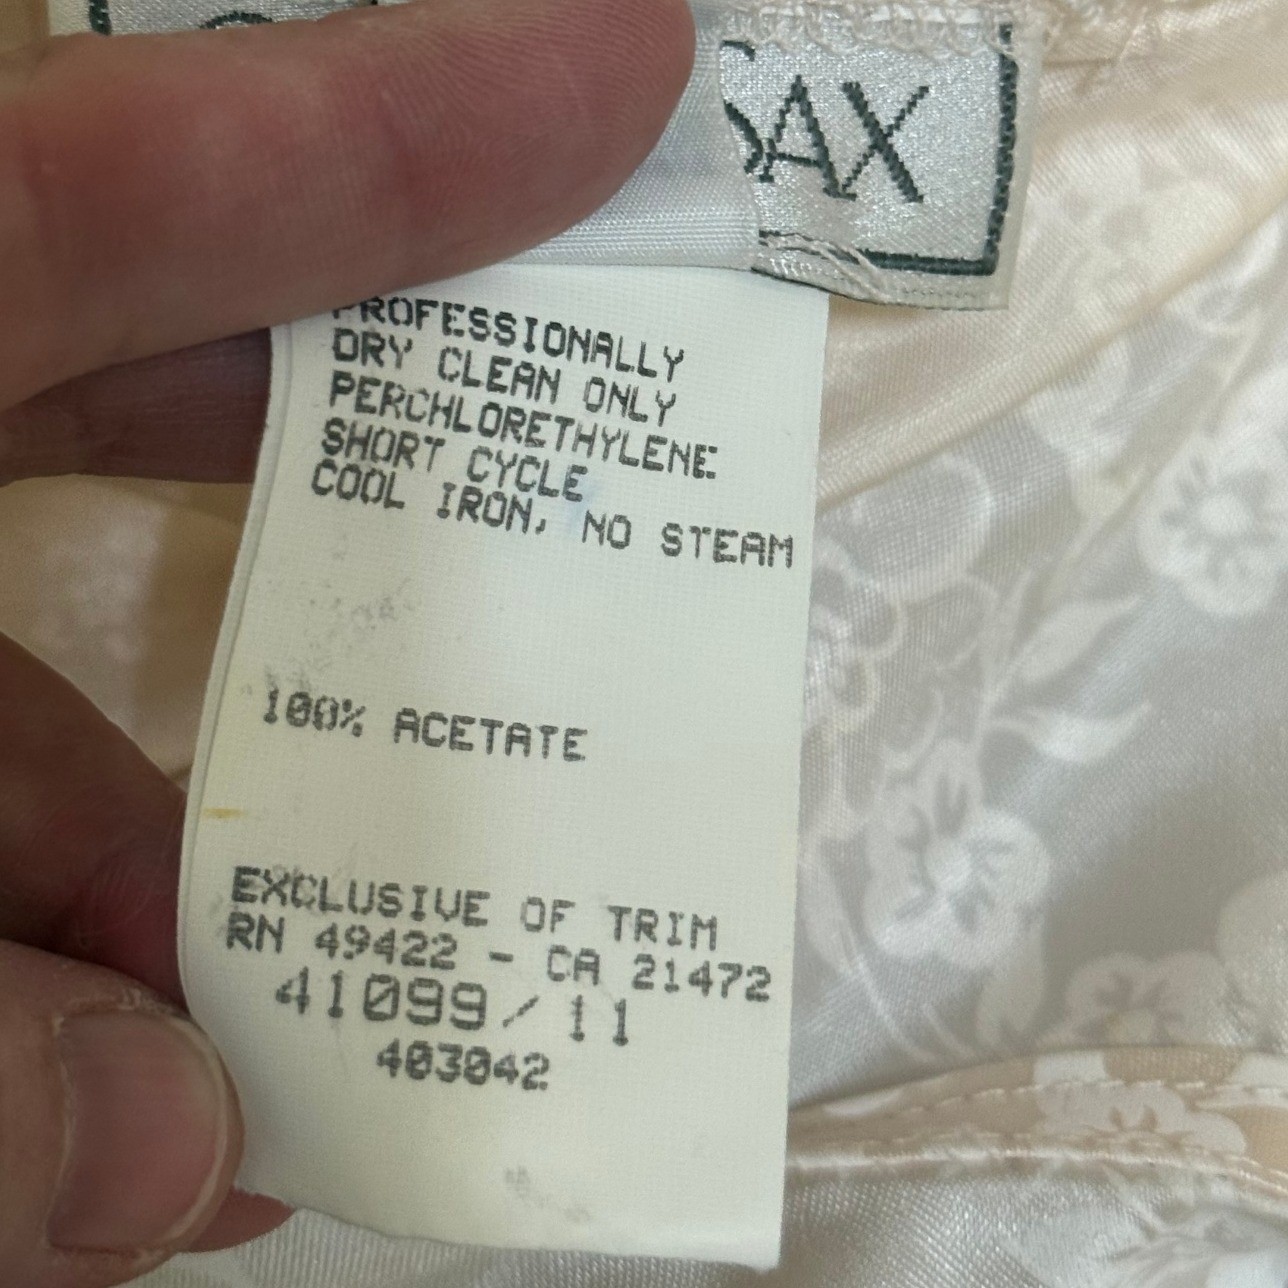 SAX
PROFESSIONALLY
DRY CLEAN ONLY
PERCHLORETHYLENE
SHORT CYCLE
COOL IRON, NO STEAM
100% ACETATE
EXCLUSIVE OF TRIM
RN 49422 - CA 21472
41099/11
403042